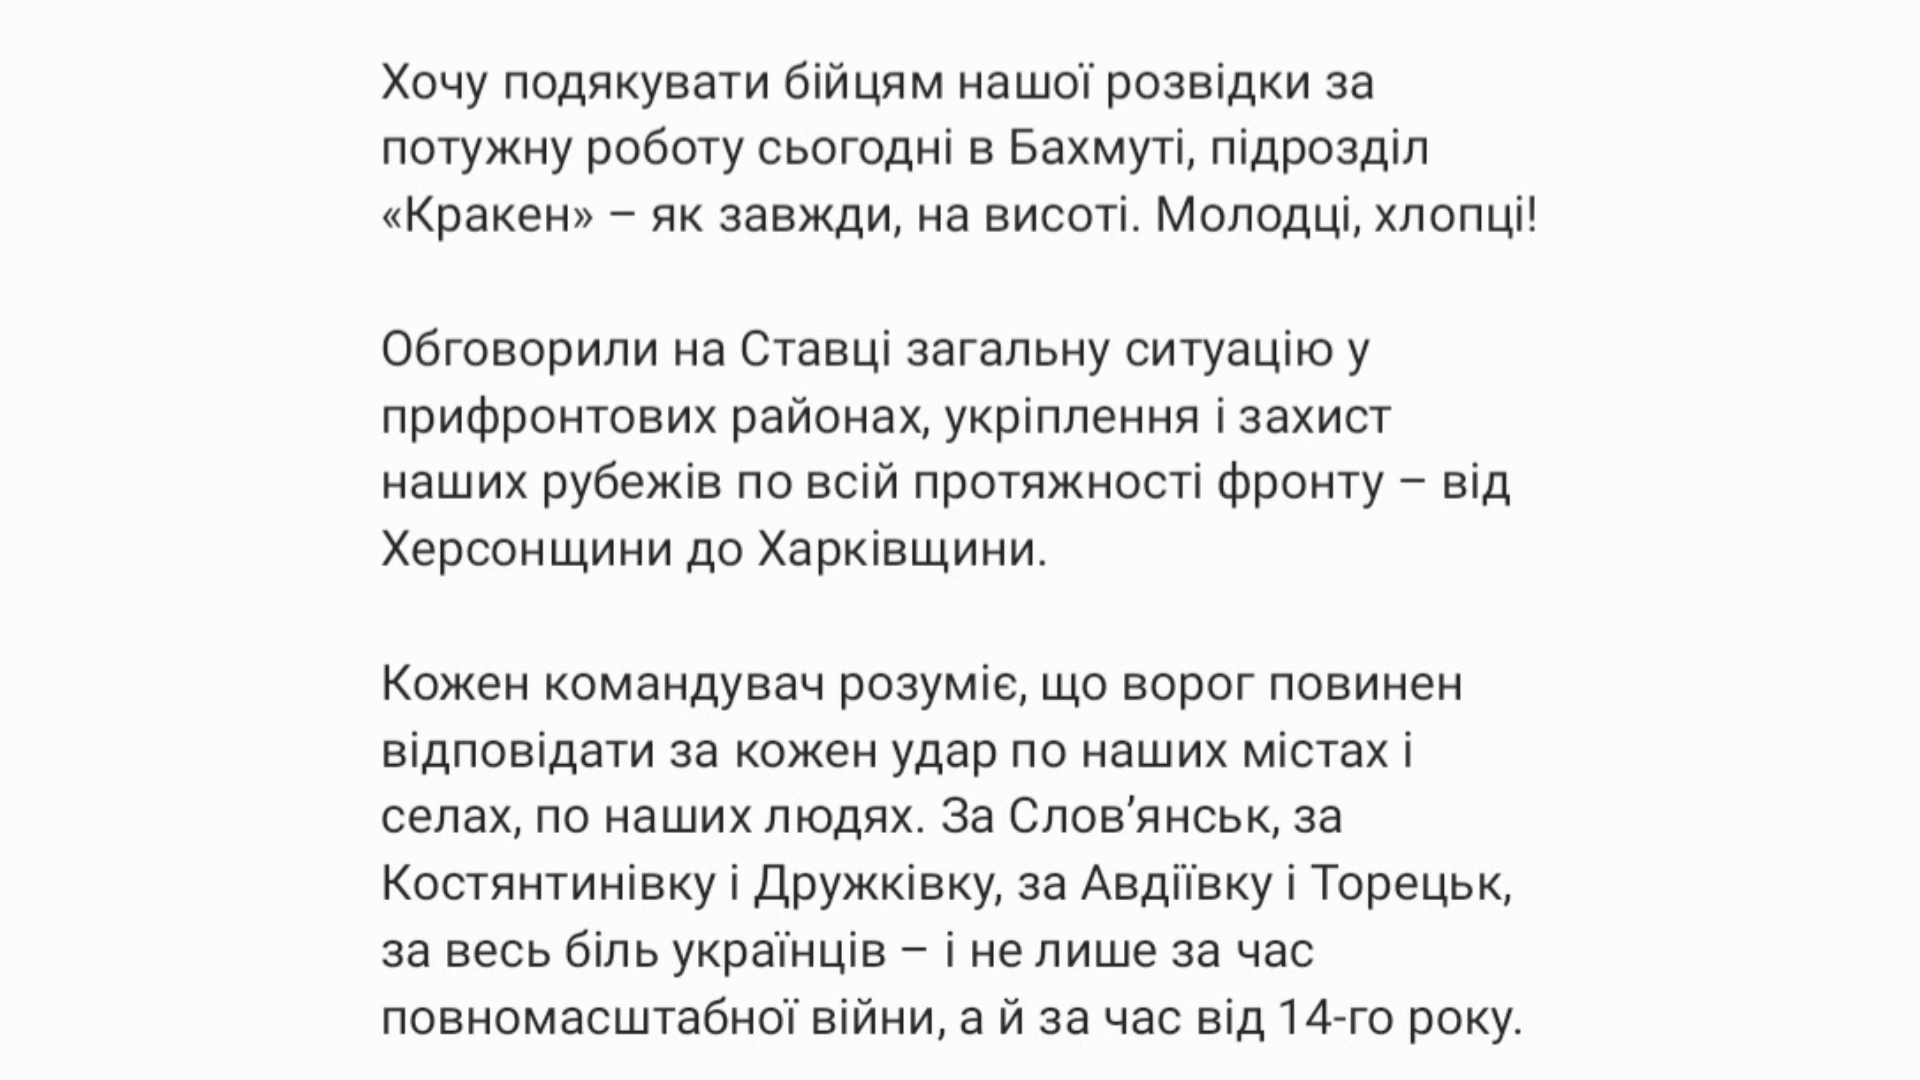 Хочу подякувати бійцям нашої розвідки за
потужну роботу сьогодні в Бахмуті, підрозділ
«Кракен» – як завжди, на висоті. Молодці, хлопці!
Обговорили на Ставці загальну ситуацію у
прифронтових районах, укріплення і захист
наших рубежів по всій протяжності фронту – від
Херсонщини до Харківщини.
Кожен командувач розуміє, що ворог повинен
відповідати за кожен удар по наших містах і
селах, по наших людях. За Слов’янськ, за
Костянтинівку і Дружківку, за Авдіївку і Торецьк,
за весь біль українців – і не лише за час
повномасштабної війни, а й за час від 14-го року.